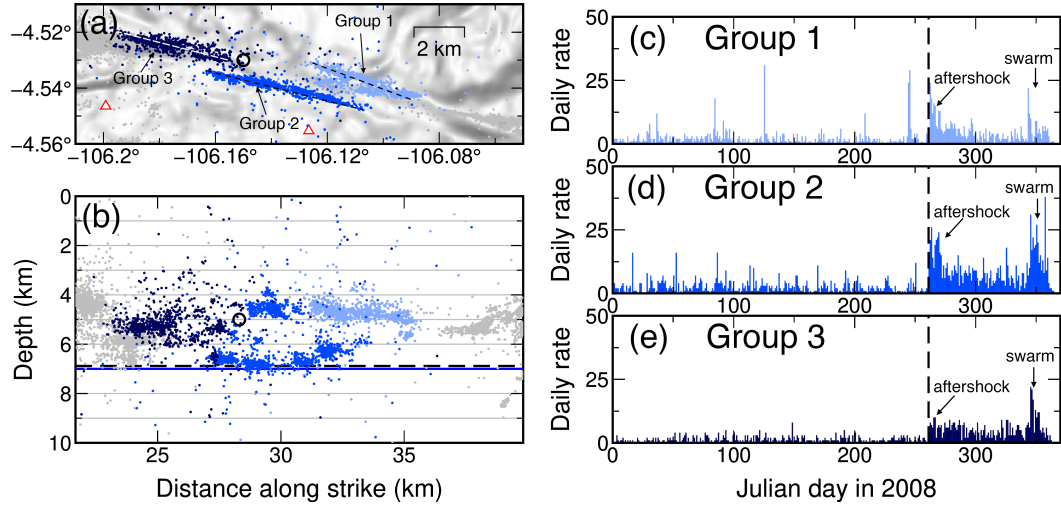 (a)
Group 1
2 km
Group 3
Group 2
−4.52°
−4.54°
−4.56°
−106.2°
−106.16°
−106.12°
−106.08°
(b)
0
2
4
6
8
10
Depth (km)
25
30
35
Distance along strike (km)
(c)
Group 1
aftershock
swarm
50
25
0
Daily rate
0
100
200
300
(d)
Group 2
aftershock
swarm
50
25
0
Daily rate
0
100
200
300
(e)
Group 3
aftershock
swarm
50
25
0
Daily rate
0
100
200
300
Julian day in 2008